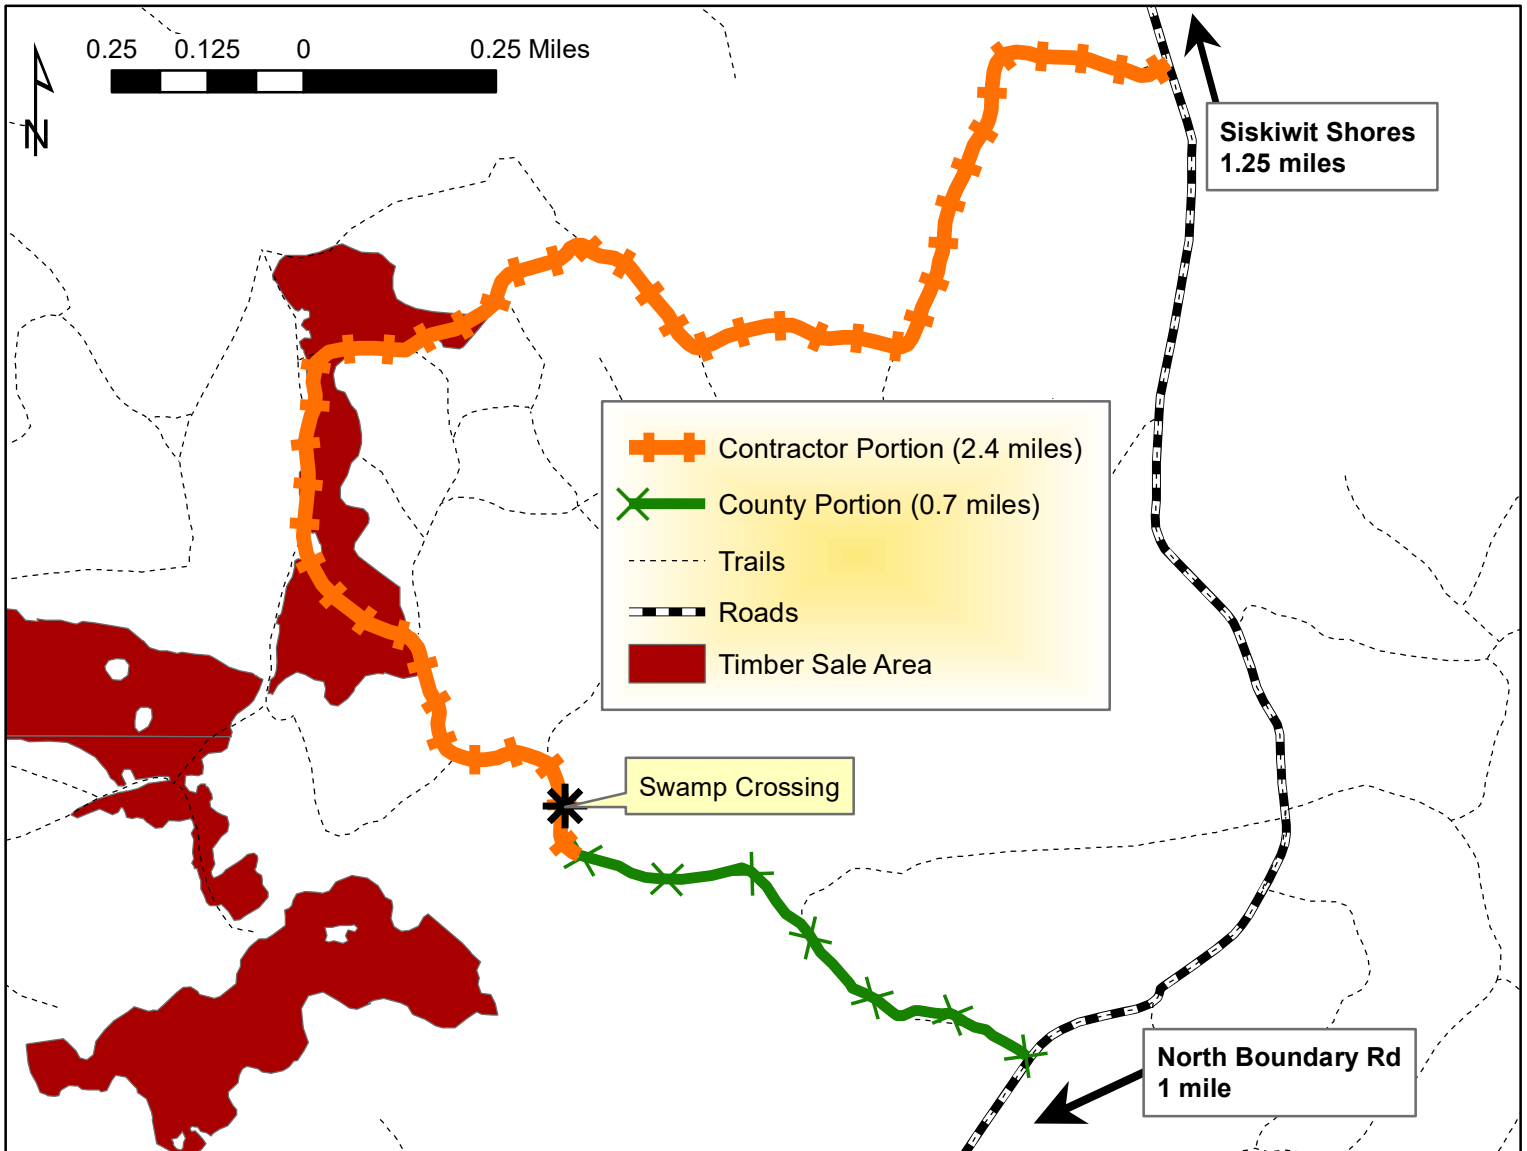 0.25 0.125 0 0.25 Miles
N
Siskiwit Shores
1.25 miles
Contractor Portion (2.4 miles)
County Portion (0.7 miles)
Trails
Roads
Timber Sale Area
Swamp Crossing
North Boundary Rd
1 mile